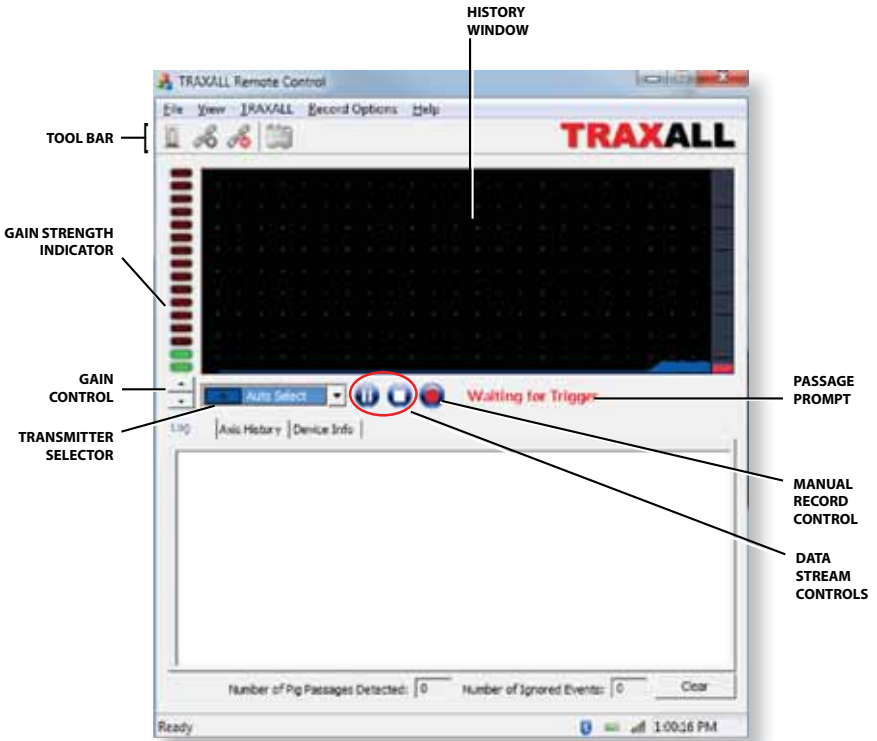 HISTORY
WINDOW
TRAXALL Remote Control
File View TRAXALL Record Options Help
TOOL BAR
TRAXALL
GAIN STRENGTH
INDICATOR
GAIN
CONTROL
Auto Select
Waiting for Trigger
PASSAGE
PROMPT
TRANSMITTER
SELECTOR
Log Axis History Device Info
MANUAL
RECORD
CONTROL
DATA
STREAM
CONTROLS
Number of Pig Passages Detected: 0 Number of Ignored Events: 0 Clear
Ready 1:00:16 PM